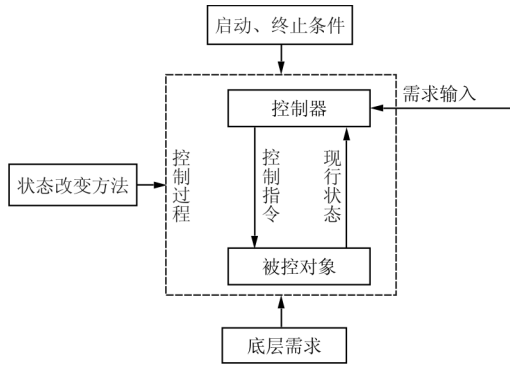 启动、终止条件
控制器
需求输入
状态改变方法
控制过程
控制指令
现行状态
被控对象
底层需求